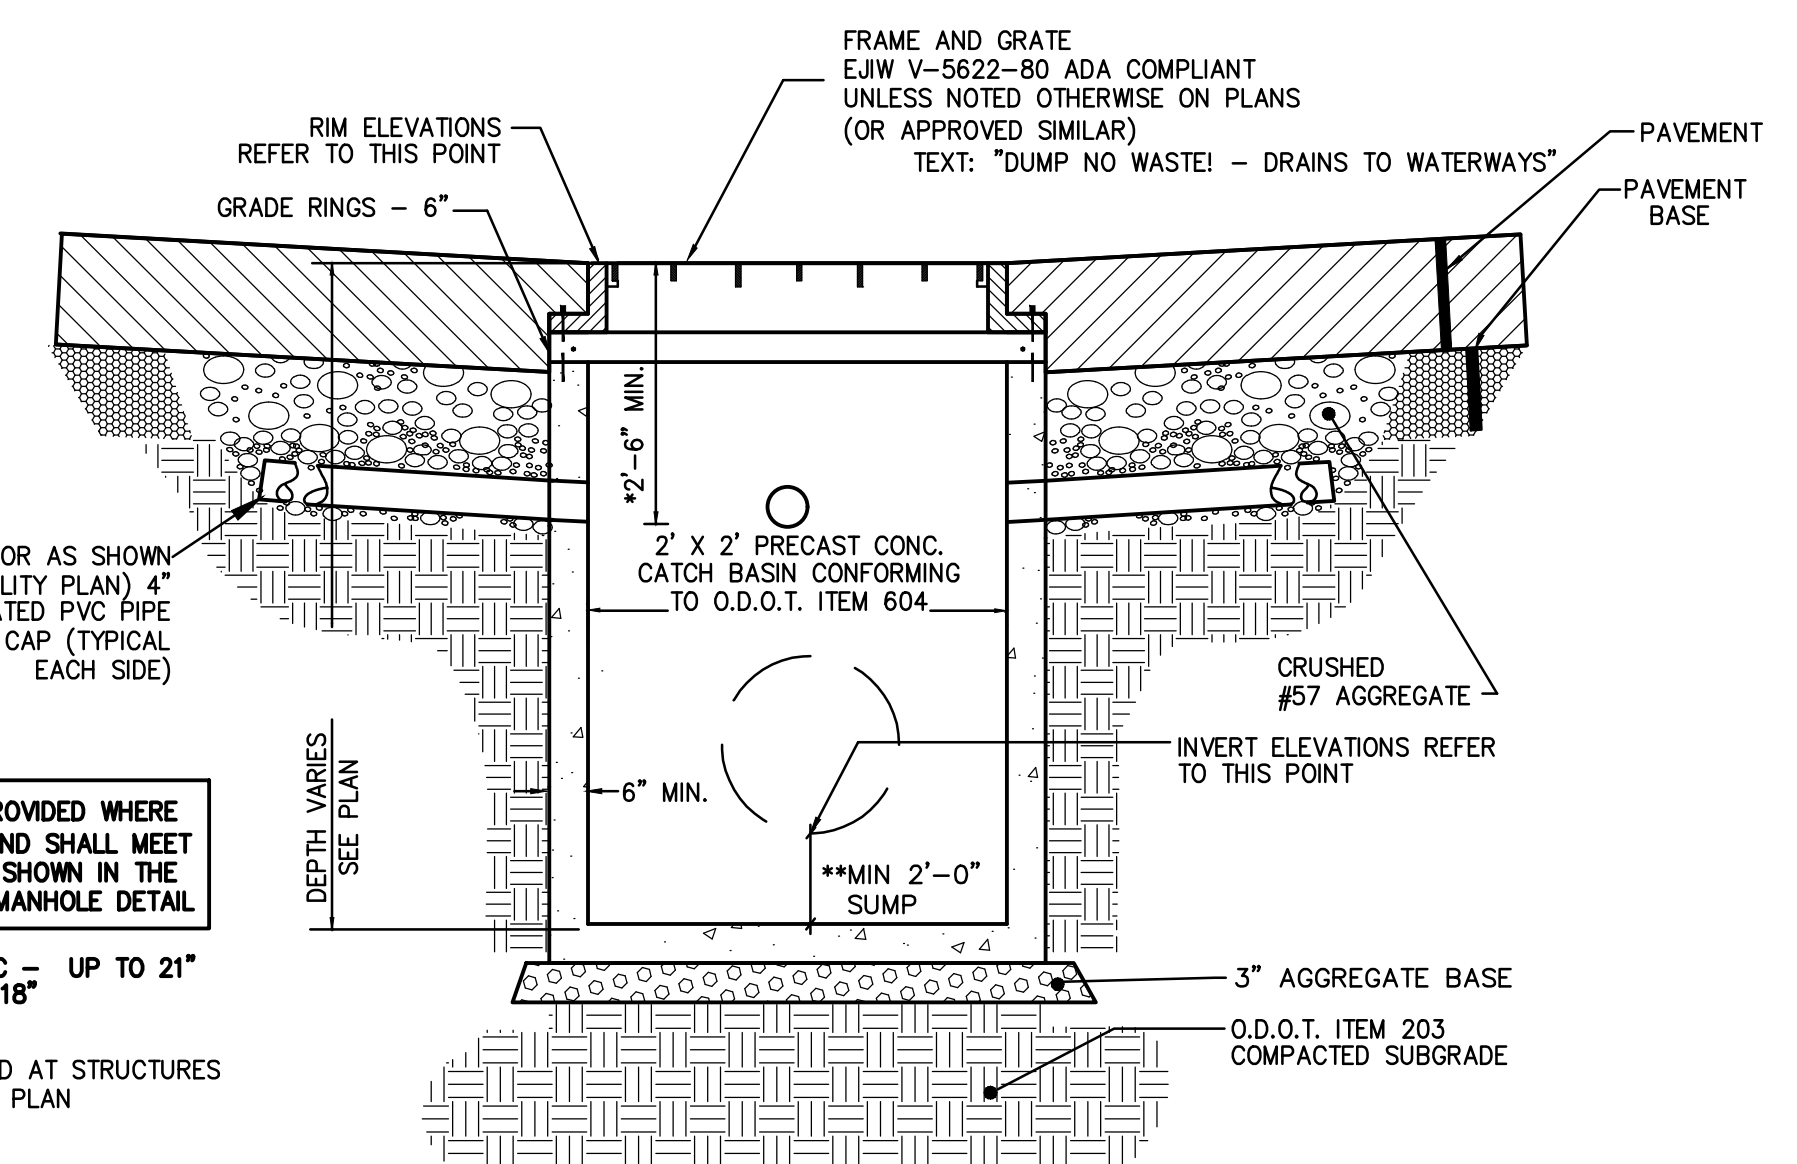 FRAME AND GRATE
EJIW V-5622-80 ADA COMPLIANT
UNLESS NOTED OTHERWISE ON PLANS
(OR APPROVED SIMILAR)
TEXT: "DUMP NO WASTE! - DRAINS TO WATERWAYS"
RIM ELEVATIONS
REFER TO THIS POINT
GRADE RINGS - 6"
PAVEMENT
PAVEMENT
BASE
*2'-6" MIN.
2' X 2' PRECAST CONC.
CATCH BASIN CONFORMING
TO O.D.O.T. ITEM 604
OR AS SHOWN
LITY PLAN) 4"
ATED PVC PIPE
CAP (TYPICAL
EACH SIDE)
CRUSHED
#57 AGGREGATE
INVERT ELEVATIONS REFER
TO THIS POINT
DEPTH VARIES
SEE PLAN
6" MIN.
**MIN 2'-0"
SUMP
ROVIDED WHERE
ND SHALL MEET
SHOWN IN THE
MANHOLE DETAIL
C - UP TO 21"
18"
D AT STRUCTURES
PLAN
3" AGGREGATE BASE
O.D.O.T. ITEM 203
COMPACTED SUBGRADE